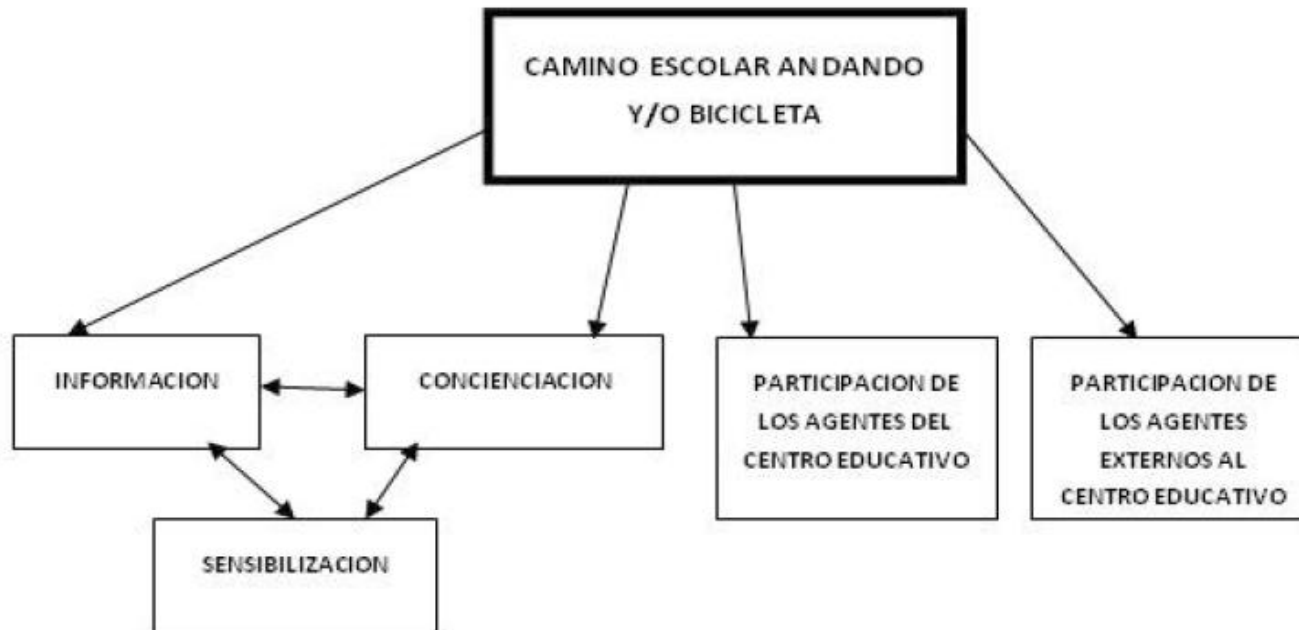 CAMINO ESCOLAR ANDANDO
Y/O BICICLETA
INFORMACION
CONCIENCIACION
PARTICIPACION DE
LOS AGENTES DEL
CENTRO EDUCATIVO
PARTICIPACION DE
LOS AGENTES
EXTERNOS AL
CENTRO EDUCATIVO
SENSIBILIZACION